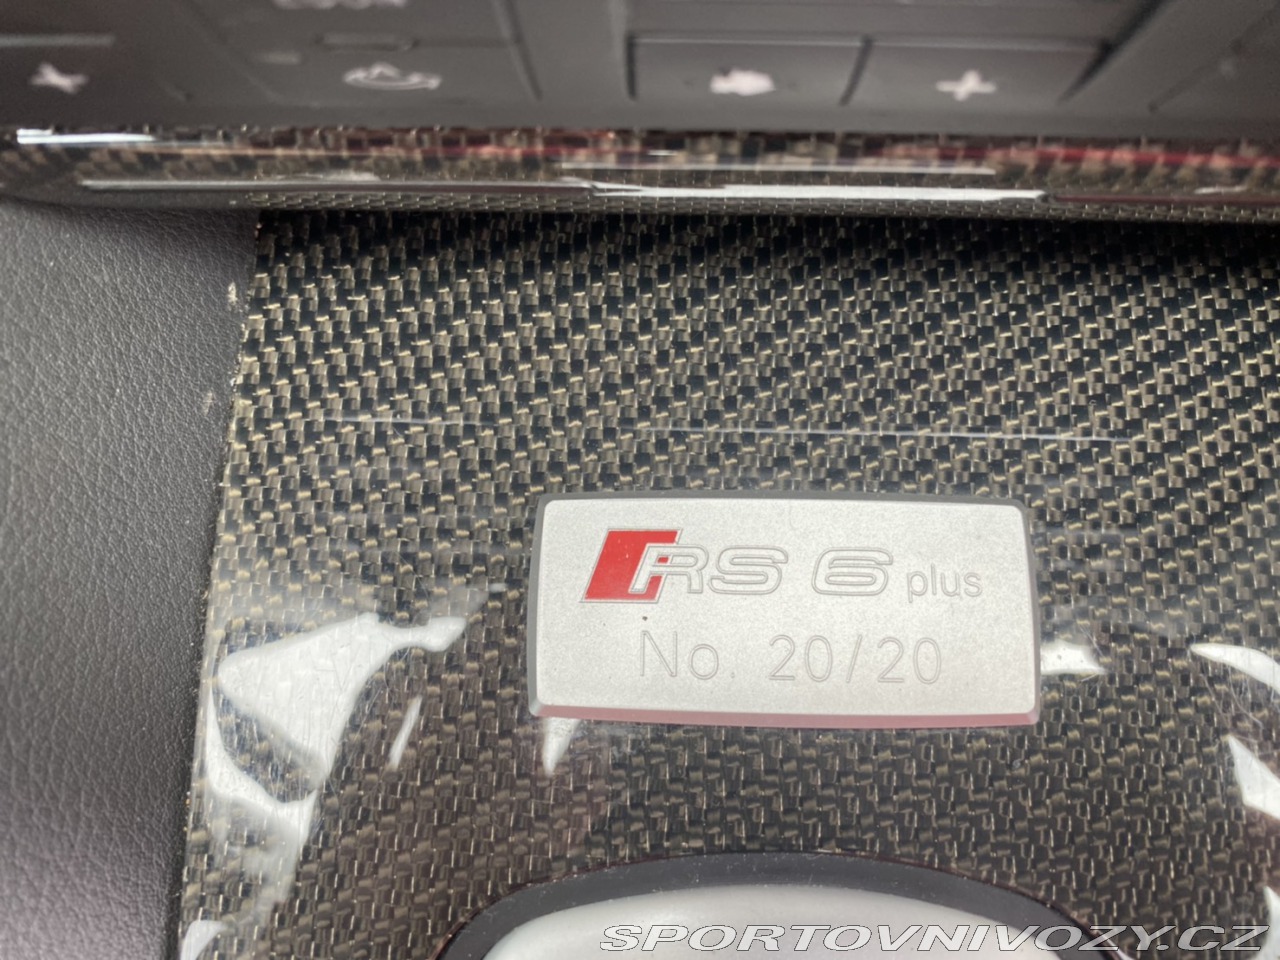 RS 6 plus
No. 20/20
SPORTOVNIVOZY.CZ